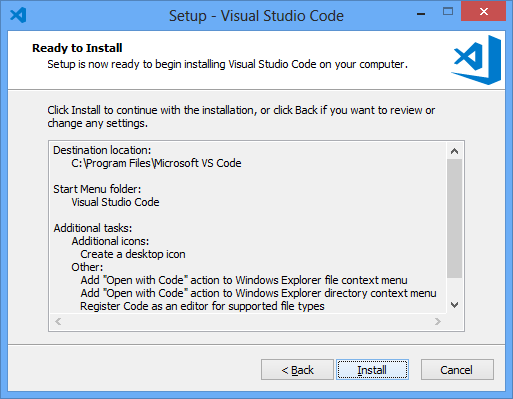 Setup - Visual Studio Code
Ready to Install
Setup is now ready to begin installing Visual Studio Code on your computer.
Click Install to continue with the installation, or click Back if you want to review or
change any settings.
Destination location:
C:\Program Files\Microsoft VS Code
Start Menu folder:
Visual Studio Code
Additional tasks:
Additional icons:
Create a desktop icon
Other:
Add "Open with Code" action to Windows Explorer file context menu
Add "Open with Code" action to Windows Explorer directory context menu
Register Code as an editor for supported file types
< Back
Install
Cancel